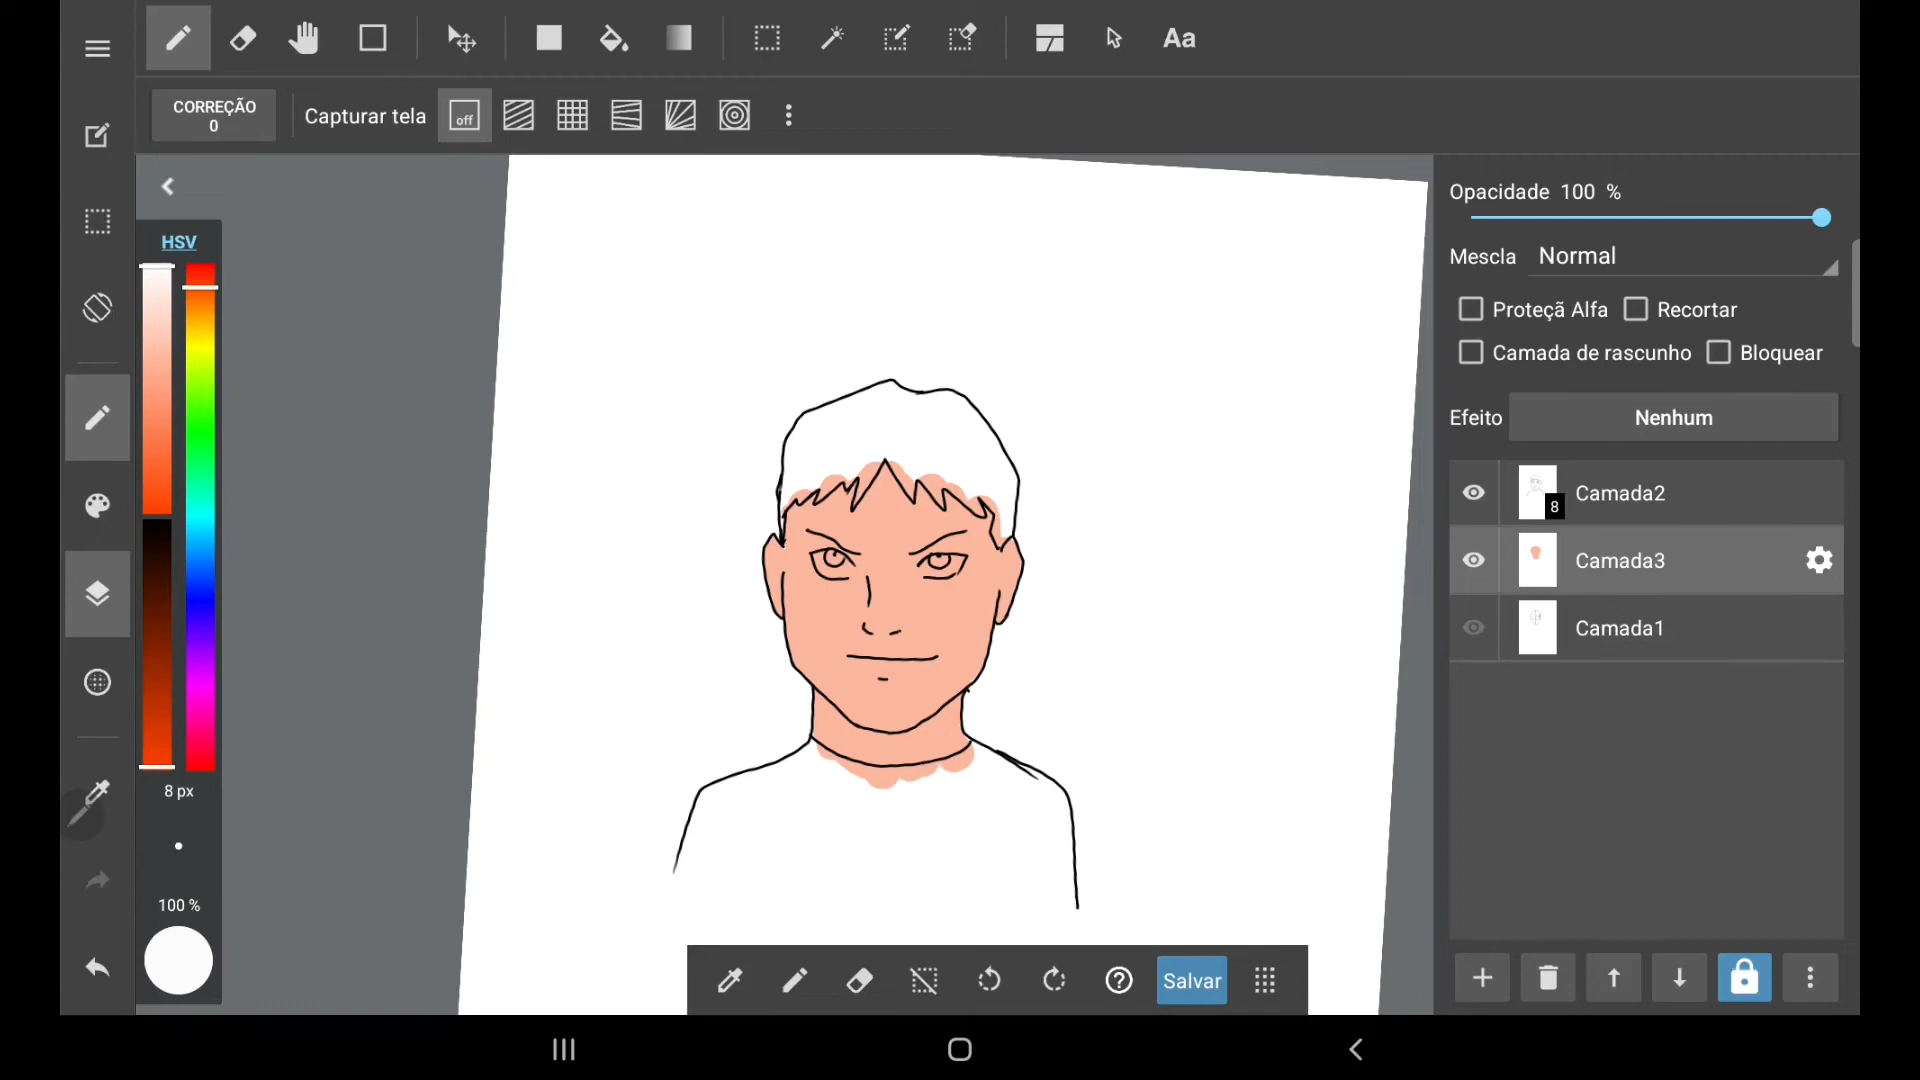 Aa
CORREÇÃO
0
Capturar tela
off
HSV
8 px
100 %
Opacidade 100 %
Mescla Normal
Proteçã Alfa
Recortar
Camada de rascunho
Bloquear
Efeito Nenhum
8
Camada2
Camada3
Camada1
Salvar